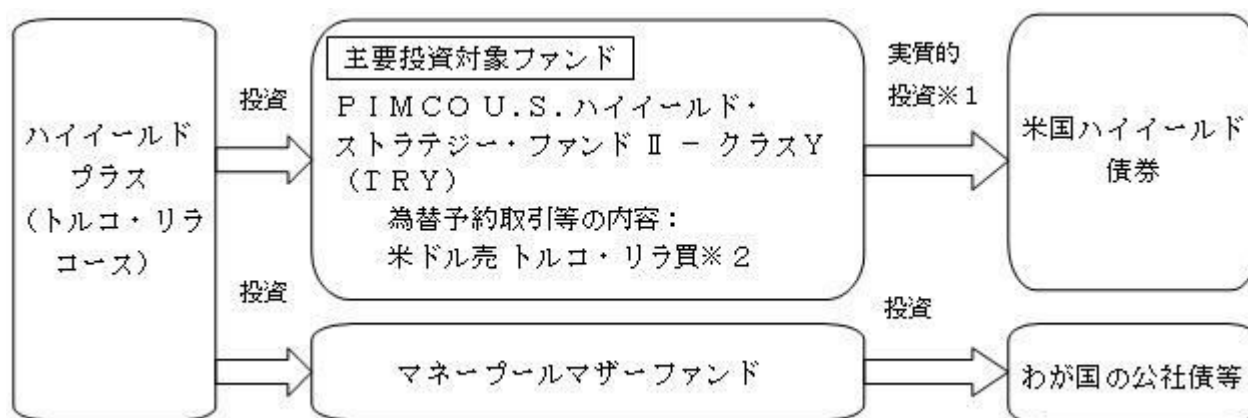 ハイイールド
プラス
（トルコ・リラ
コース）
投資
主要投資対象ファンド
ＰＩＭＣＯ Ｕ.Ｓ.ハイイールド・
ストラテジー・ファンド Ⅱ － クラスＹ
（ＴＲＹ）
為替予約取引等の内容：
米ドル売 トルコ・リラ買※２
実質的
投資※１
米国ハイイールド
債券
投資
マネープールマザーファンド
投資
わが国の公社債等